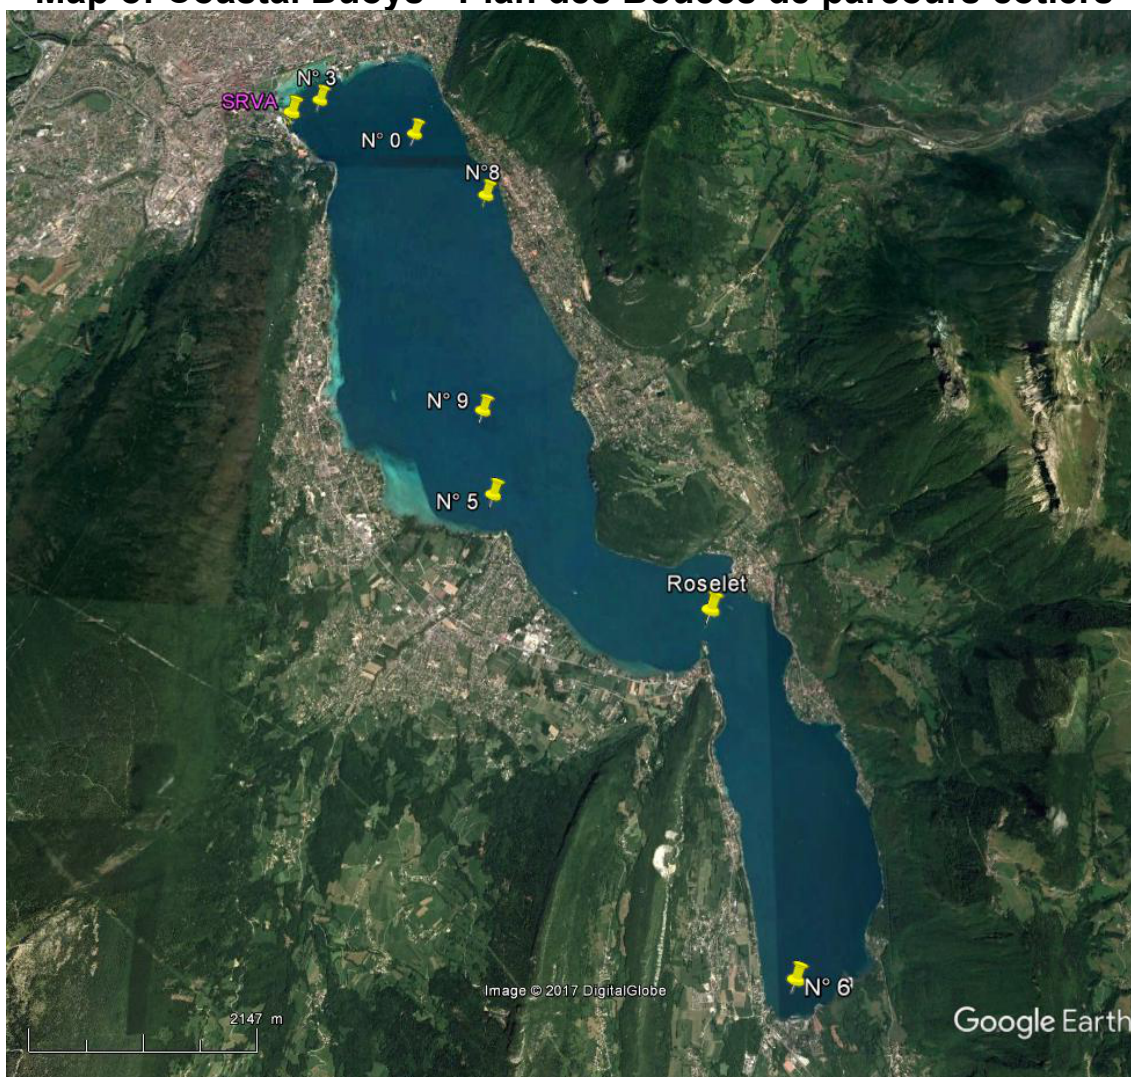 Map of Coastal Buoys - Plan des Bouées de parcours côtiers
N° 3
SRVA
N° 0
N°8
N° 9
N° 5
Roselet
N° 6
Image © 2017 DigitalGlobe
2147 m
Google Earth